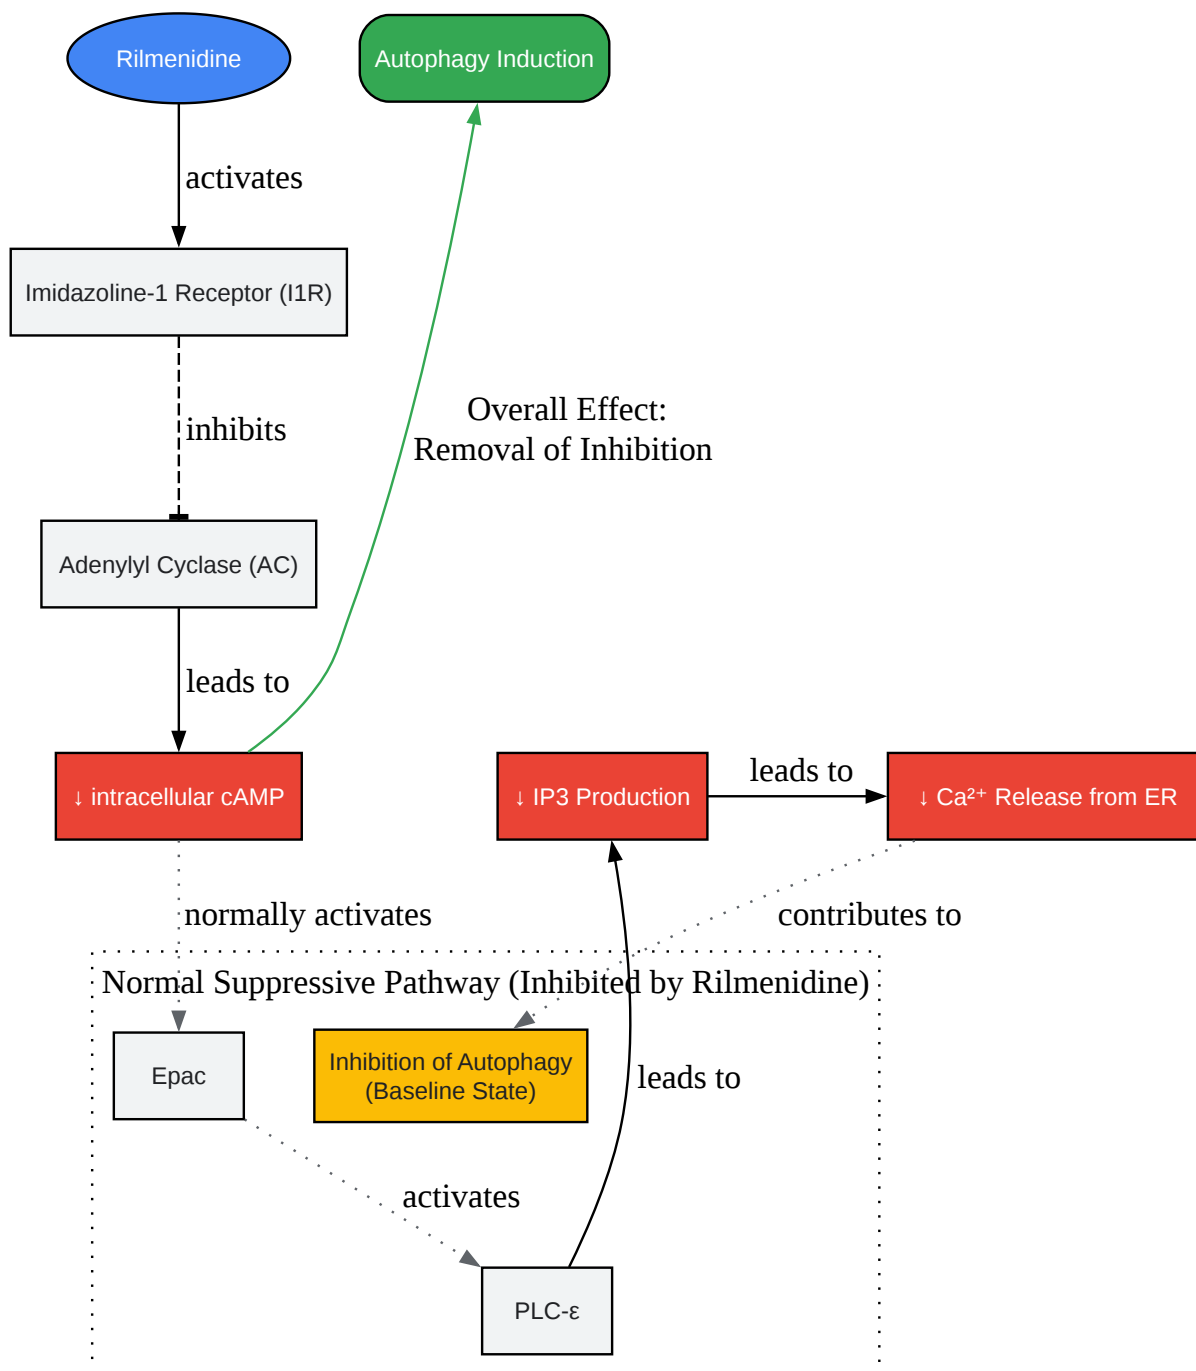 Rilmenidine
Autophagy Induction
activates
Imidazoline-1 Receptor (I1R)
Overall Effect:
Removal of Inhibition
inhibits
Adenylyl Cyclase (AC)
leads to
↓ intracellular cAMP
↓ IP3 Production
leads to
↓ Ca²⁺ Release from ER
normally activates
contributes to
Normal Suppressive Pathway (Inhibited by Rilmenidine)
Epac
Inhibition of Autophagy
(Baseline State)
leads to
activates
PLC-ε